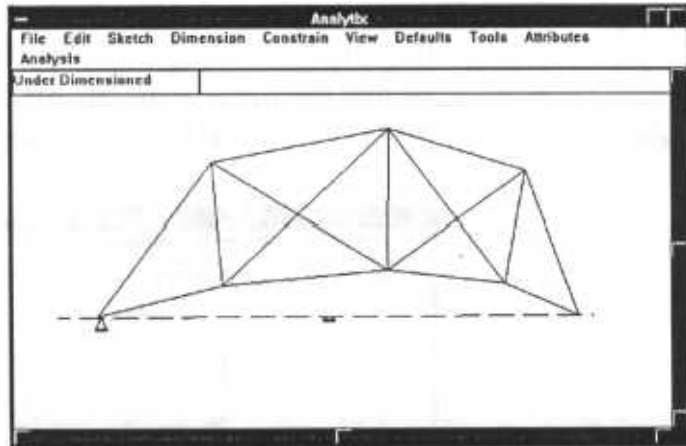 Analytix
File Edit Sketch Dimension Constrain View Defaults Tools Attributes
Analysis
Under Dimensioned